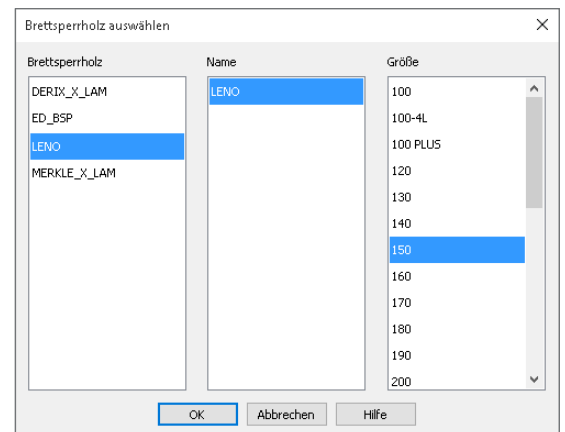 Brettsperrholz auswählen
Brettsperrholz
DERIX_X_LAM
ED_BSP
LENO
MERKLE_X_LAM
Name
LENO
Größe
100
100-4L
100 PLUS
120
130
140
150
160
170
180
190
200
OK Abbrechen Hilfe